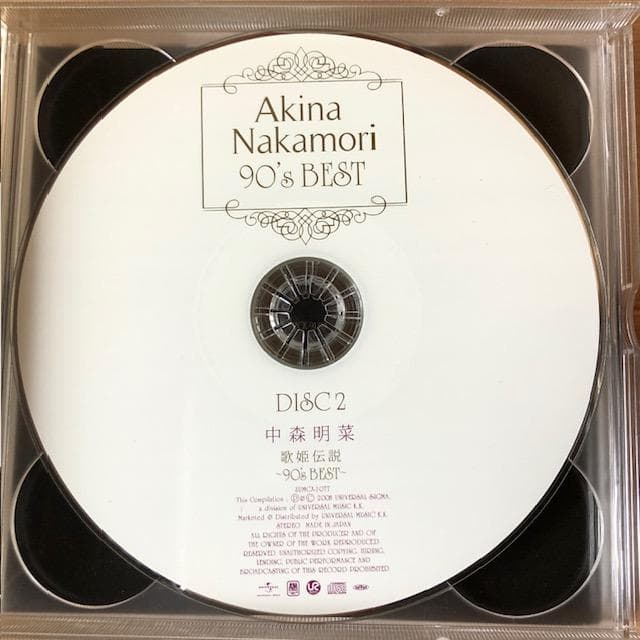 Akina
Nakamori
90's BEST
DISC 2
中森明菜
歌姫伝説
~90's BEST~
This Compilation : Ⓟ&© 2008 UNIVERSAL SIGMA,
a division of UNIVERSAL MUSIC K.K.
Marketed & Distributed by UNIVERSAL MUSIC K.K.
STEREO MADE IN JAPAN
ALL RIGHTS OF THE PRODUCER AND OF
THE OWNER OF THE WORK REPRODUCED
RESERVED. UNAUTHORIZED COPYING, HIRING,
LENDING, PUBLIC PERFORMANCE AND
BROADCASTING OF THIS RECORD PROHIBITED.
UNIVERSAL